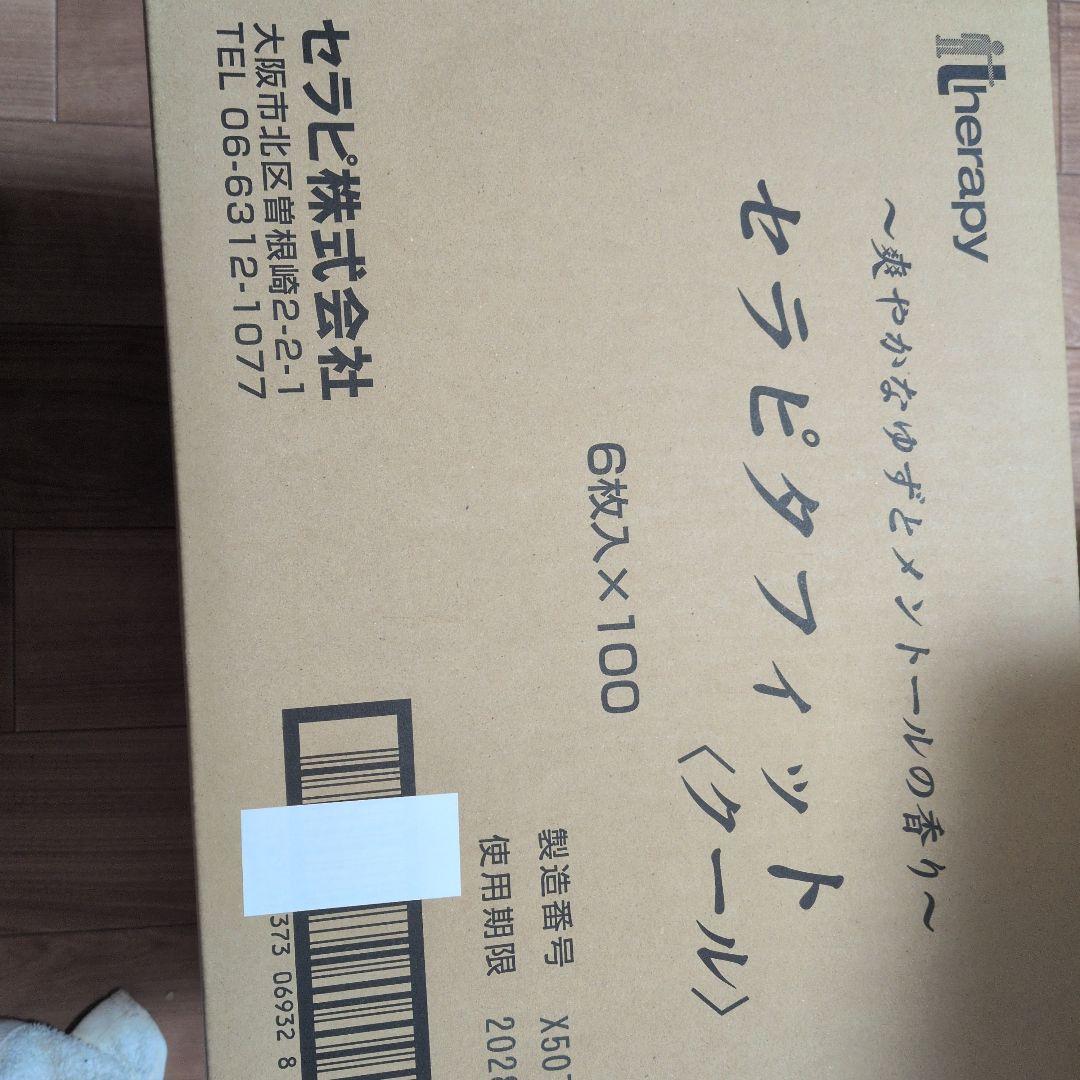 therapy
～爽やかなゆずとメントールの香り～
セラピタフィット
〈クール〉
6枚入×100
製造番号 X507
使用期限 202
373 06932 8
セラピ株式会社
大阪市北区曽根崎2-2-1
TEL 06-6312-1077